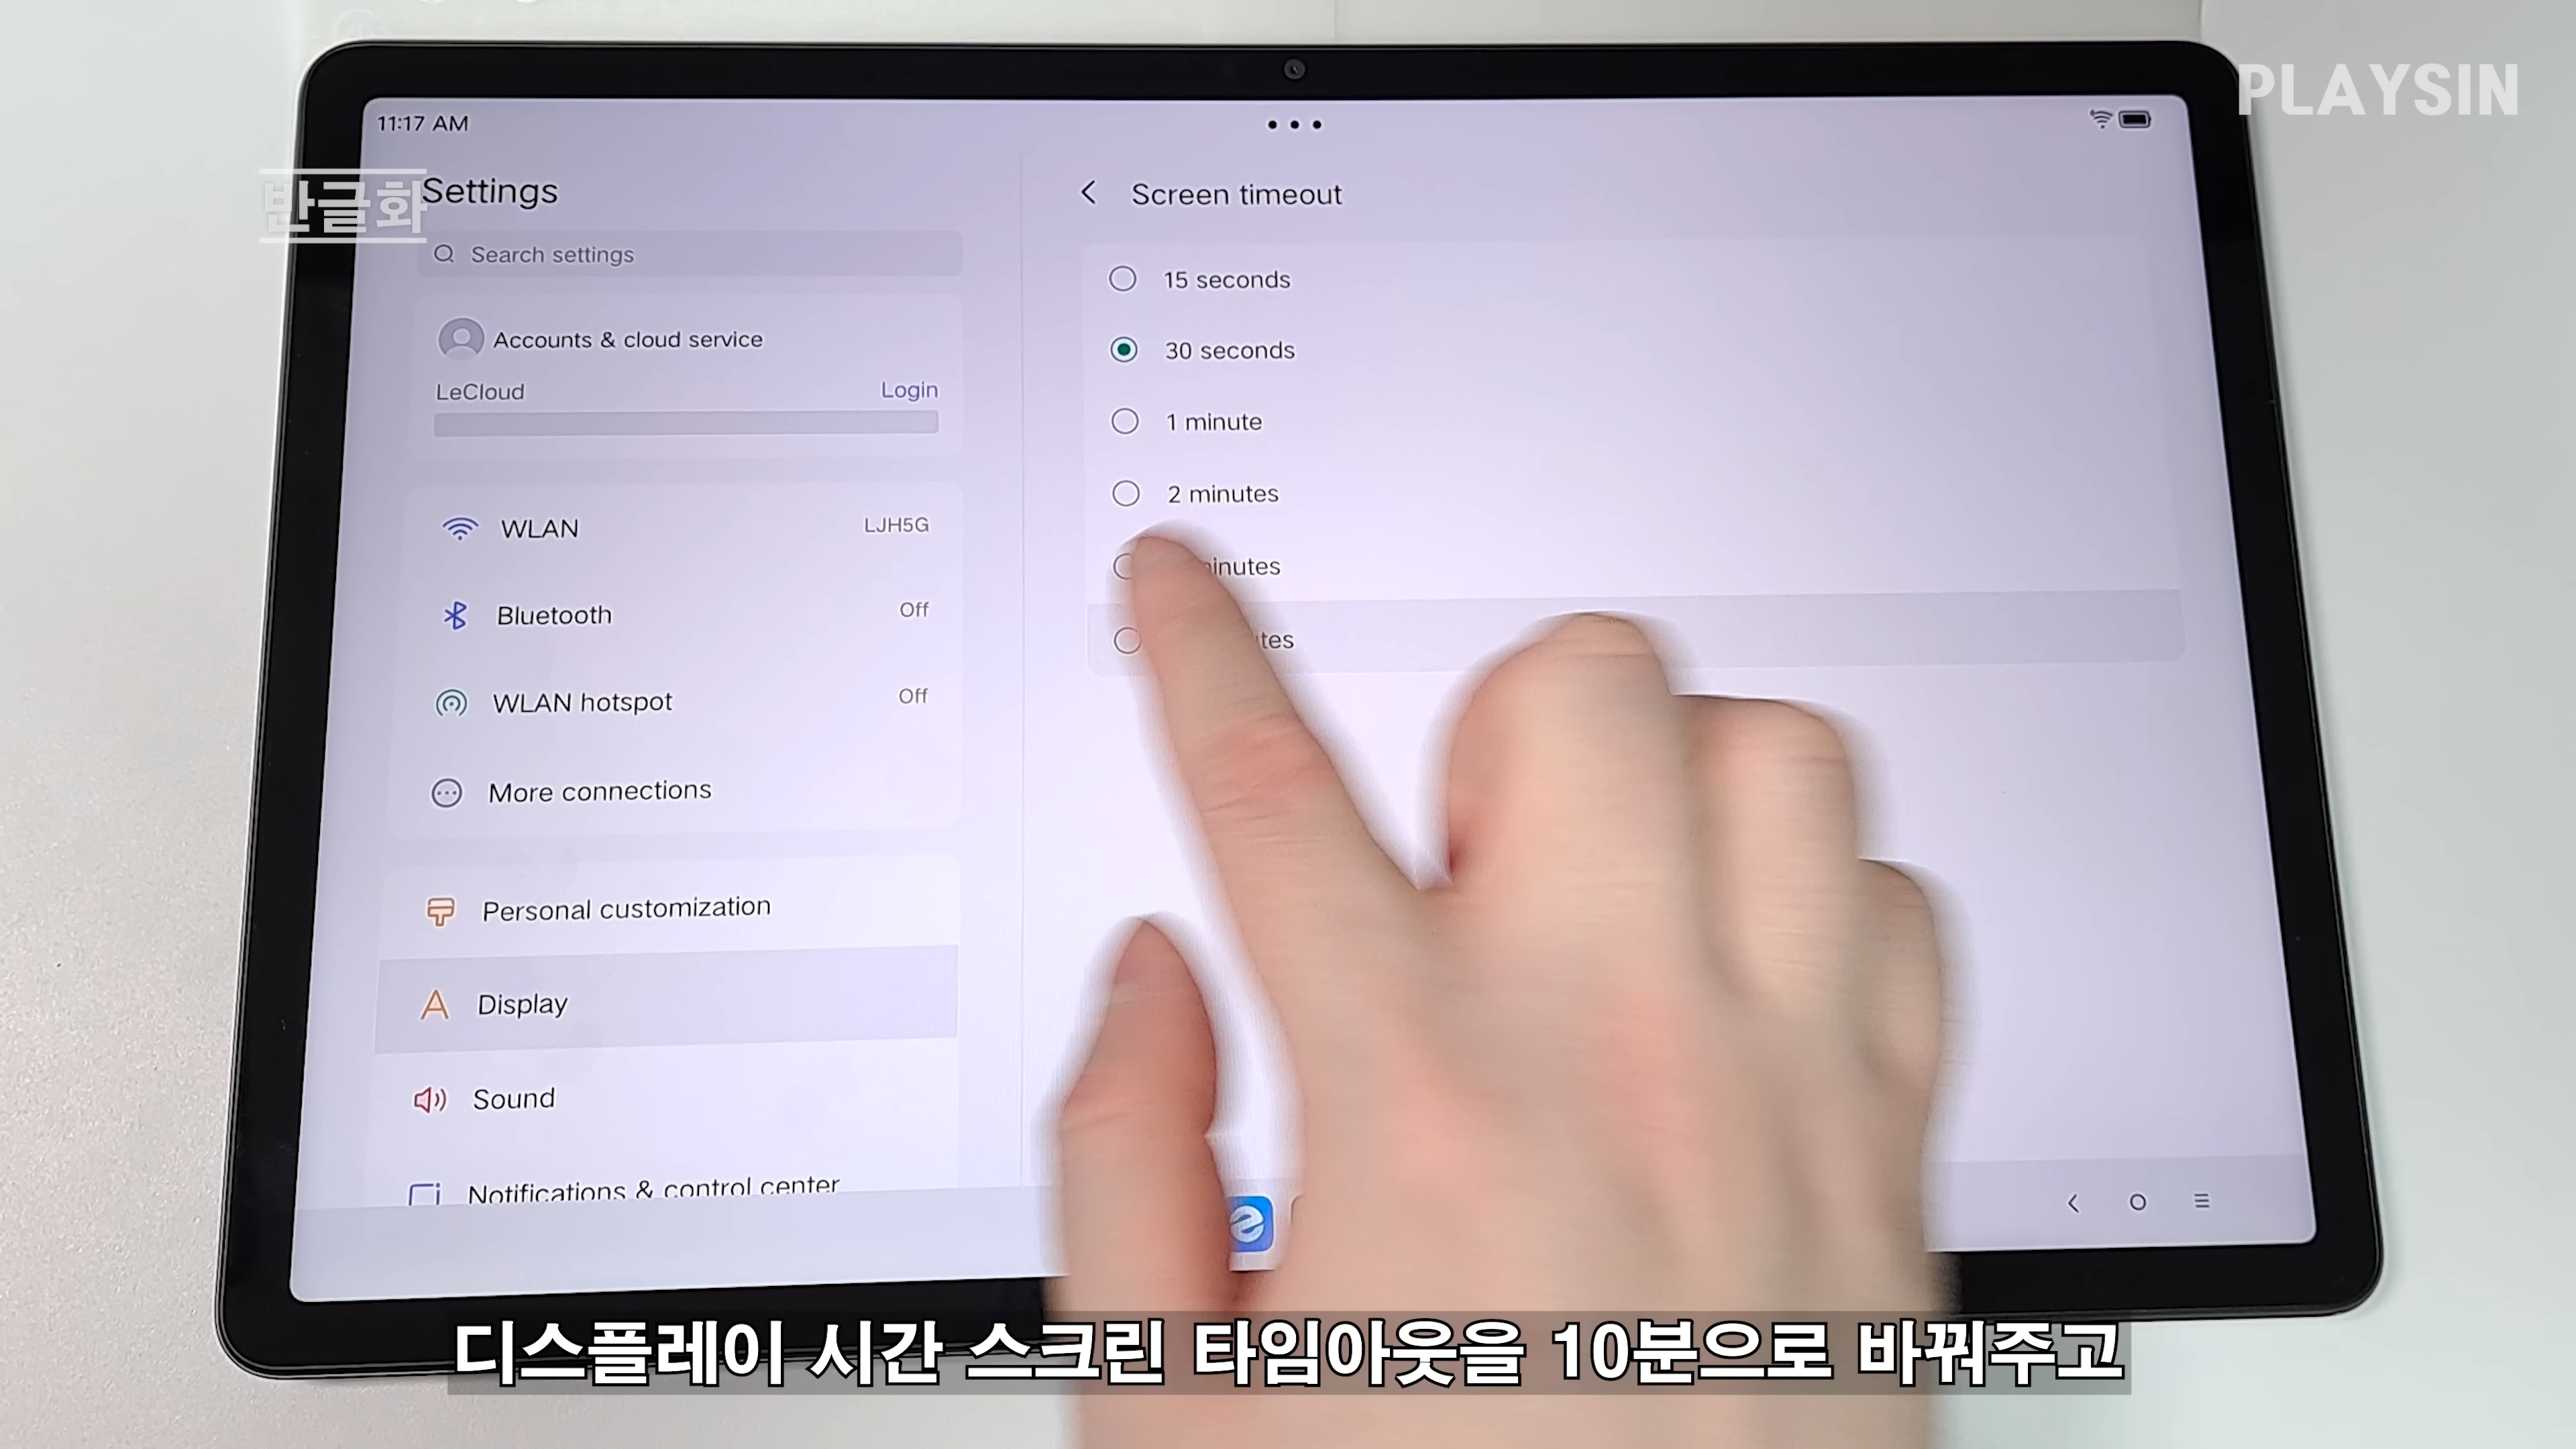 PLAYSIN
11:17 AM
반글화
Settings
Search settings
Accounts & cloud service
LeCloud
Login
WLAN
LJH5G
Bluetooth
Off
WLAN hotspot
Off
More connections
Personal customization
Display
Sound
Notifications & control center
Screen timeout
15 seconds
30 seconds
1 minute
2 minutes
디스플레이 시간 스크린 타임아웃을 10분으로 바꿔주고